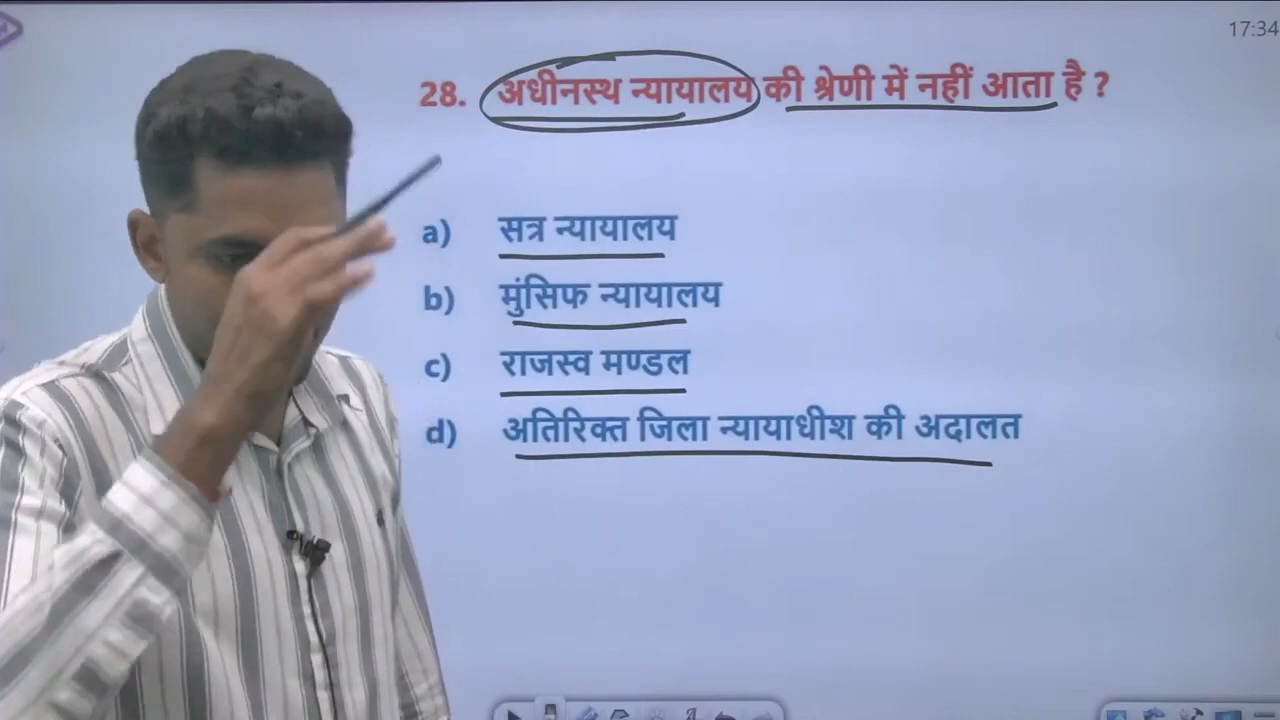 17:34
28. अधीनस्थ न्यायालय की श्रेणी में नहीं आता है ?
a) सत्र न्यायालय
b) मुंसिफ न्यायालय
c) राजस्व मण्डल
d) अतिरिक्त जिला न्यायाधीश की अदालत